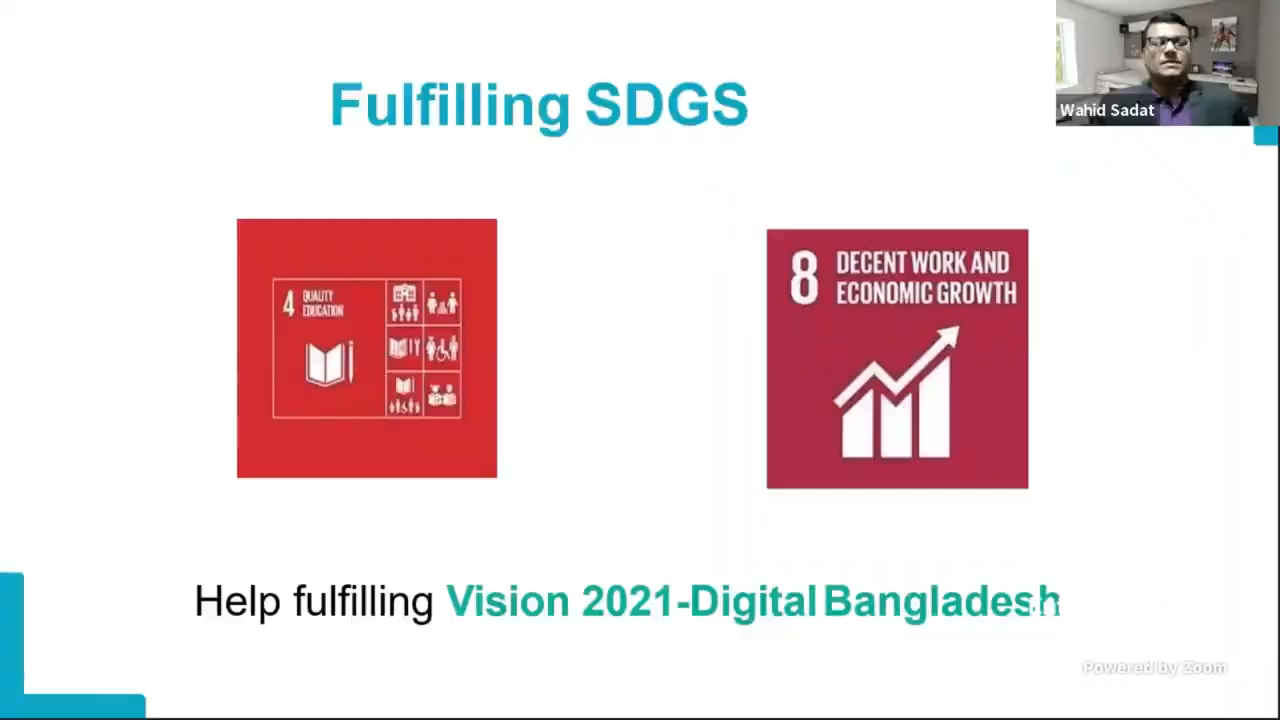 Fulfilling SDGS
Wahid Sadat
4 QUALITY
EDUCATION
8 DECENT WORK AND
ECONOMIC GROWTH
Help fulfilling Vision 2021-Digital Bangladesh
Powered by Zoom